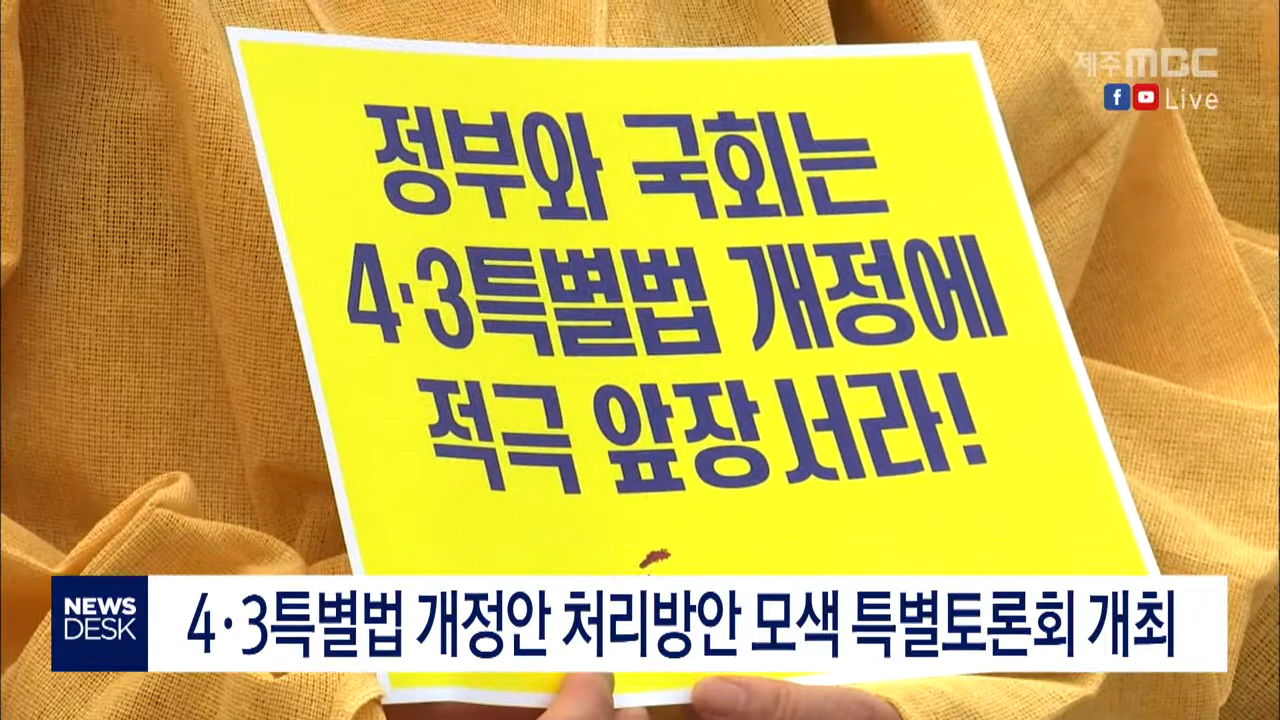 제주MBC
Live
정부와 국회는
4·3특별법 개정에
적극 앞장서라!
NEWS
DESK
4·3특별법 개정안 처리방안 모색 특별토론회 개최